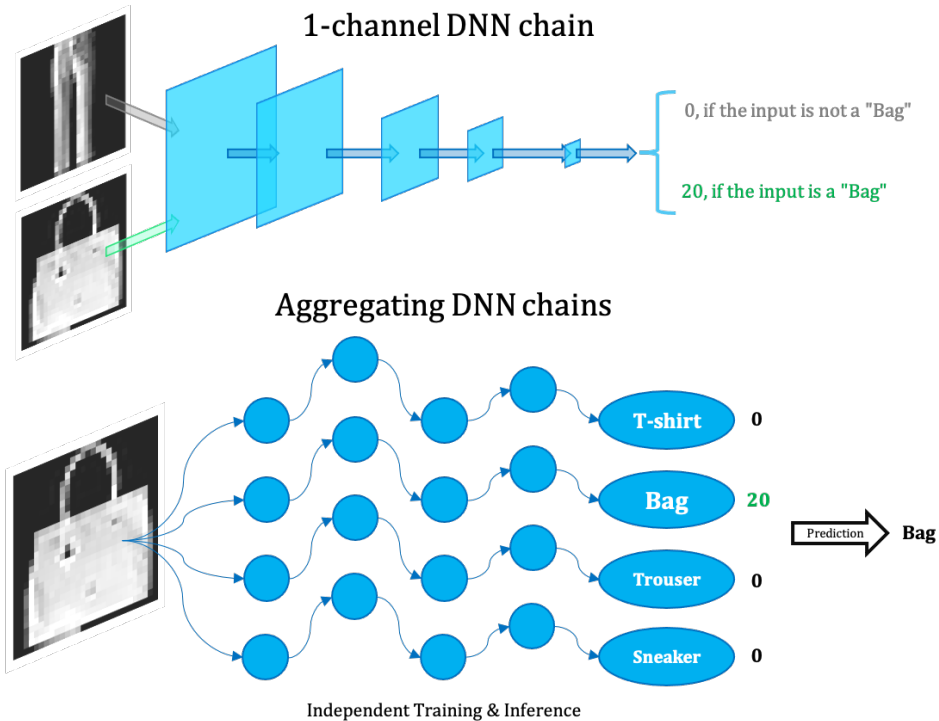 1-channel DNN chain
0, if the input is not a "Bag"
20, if the input is a "Bag"
Aggregating DNN chains
T-shirt 0
Bag 20
Prediction Bag
Trouser 0
Sneaker 0
Independent Training & Inference